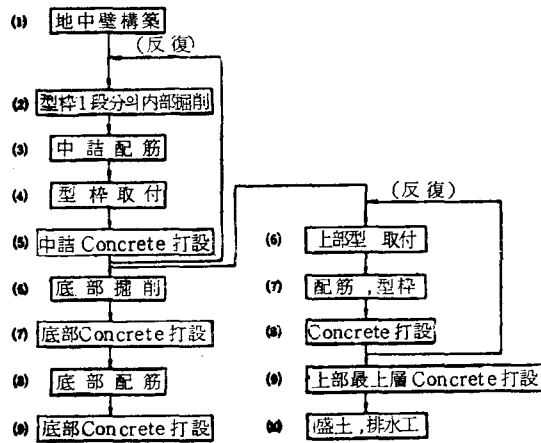 (1) 地中壁構築
(反復)
(2) 型枠1段分의内部掘削
(3) 中詰配筋
(4) 型枠取付
(5) 中詰 Concrete 打設
(6) 底部掘削
(7) 底部Concrete 打設
(8) 底部配筋
(9) 底部Concrete 打設
(反復)
(6) 上部型 取付
(7) 配筋 , 型枠
(8) Concrete 打設
(9) 上部最上層 Concrete 打設
(10) 盛土 , 排水工